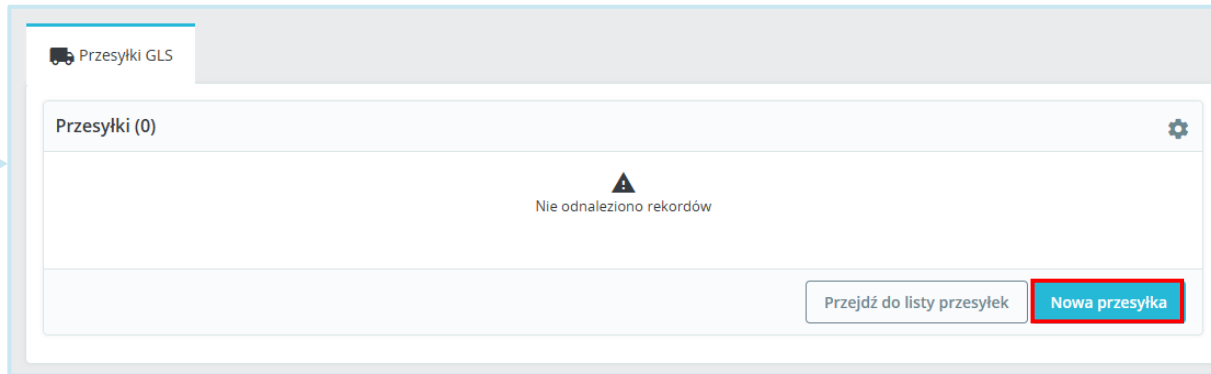 Przesyłki GLS
Przesyłki (0)
Nie odnaleziono rekordów
Przejdź do listy przesyłek
Nowa przesyłka